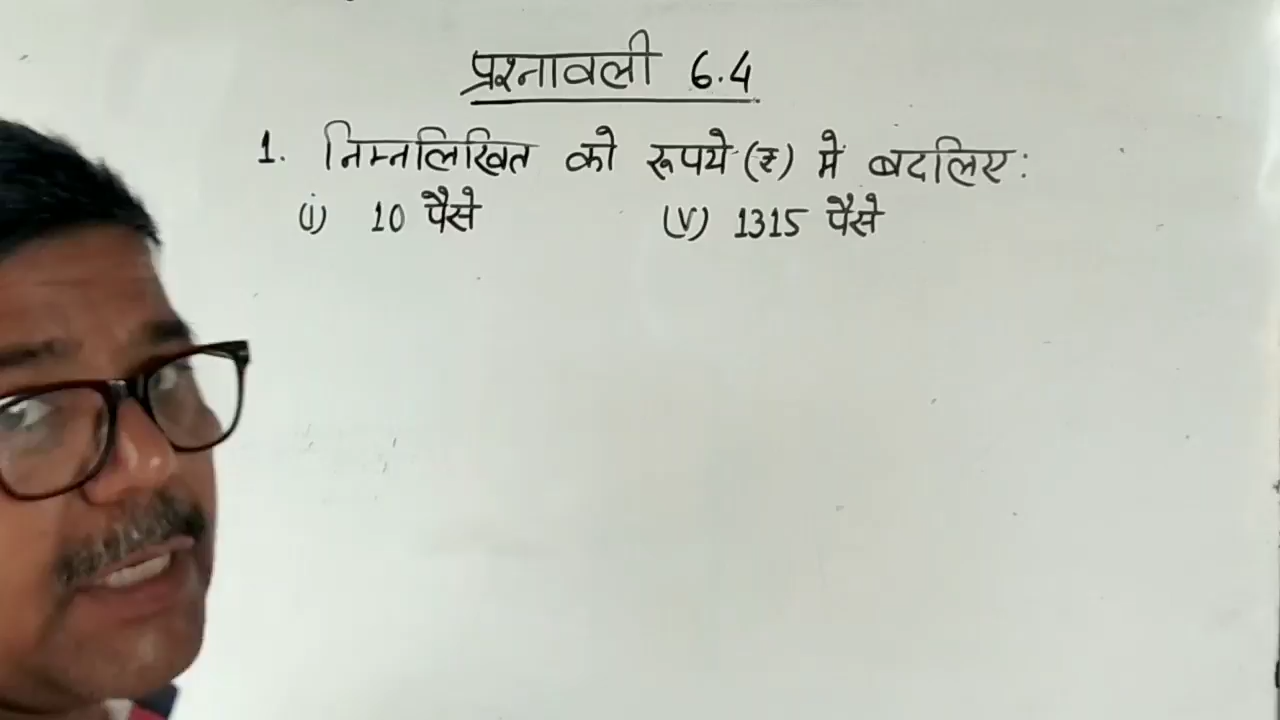 प्रश्नावली 6.4
1. निम्नलिखित को रूपये (₹) में बदलिए:
(i) 10 पैसे (v) 1315 पैसे